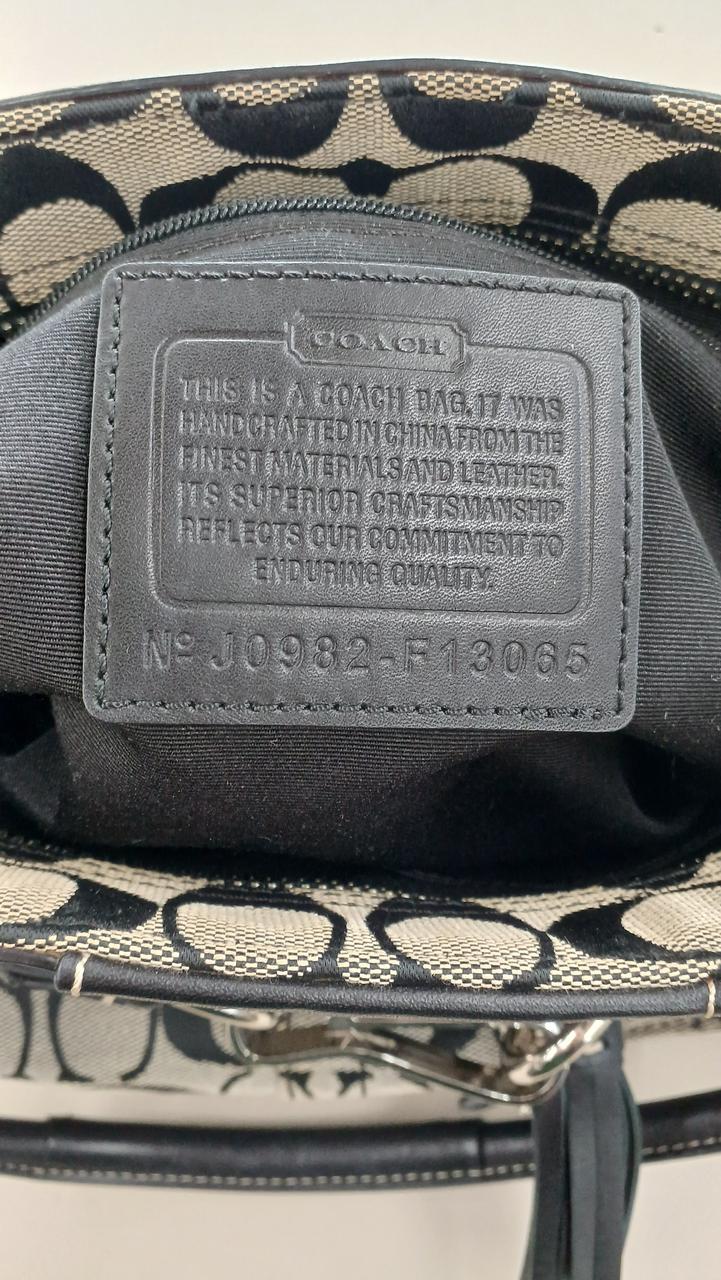 COACH
THIS IS A COACH BAG. IT WAS
HANDCRAFTED IN CHINA FROM THE
FINEST MATERIALS AND LEATHER.
ITS SUPERIOR CRAFTSMANSHIP
REFLECTS OUR COMMITMENT TO
ENDURING QUALITY.
Nº J0982-F13065